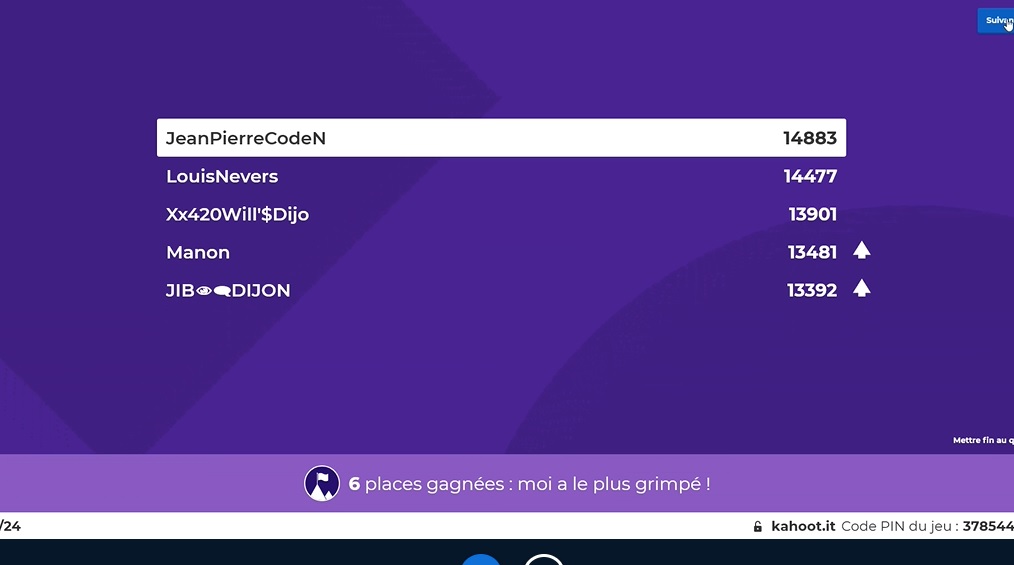 Suivan
JeanPierreCodeN 14883
LouisNevers 14477
Xx420Will'$Dijo 13901
Manon 13481
JIB👁🗨DIJON 13392
Mettre fin au q
6 places gagnées : moi a le plus grimpé !
/24 kahoot.it Code PIN du jeu : 378544